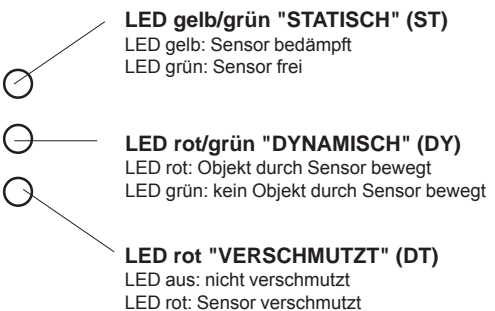 LED gelb/grün "STATISCH" (ST)
LED gelb: Sensor bedämpft
LED grün: Sensor frei
LED rot/grün "DYNAMISCH" (DY)
LED rot: Objekt durch Sensor bewegt
LED grün: kein Objekt durch Sensor bewegt
LED rot "VERSCHMUTZT" (DT)
LED aus: nicht verschmutzt
LED rot: Sensor verschmutzt